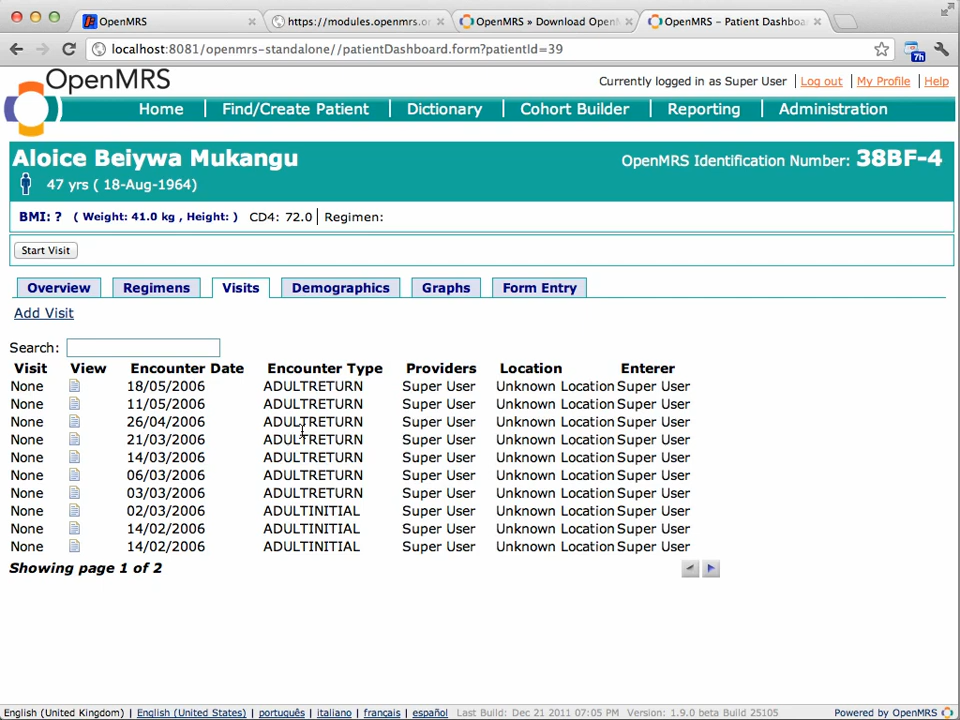 OpenMRS
https://modules.openmrs.or
OpenMRS » Download Open
OpenMRS – Patient Dashboa
localhost:8081/openmrs-standalone//patientDashboard.form?patientId=39
7h
OpenMRS
Currently logged in as Super User | Log out | My Profile | Help
Home | Find/Create Patient | Dictionary | Cohort Builder | Reporting | Administration
Aloice Beiywa Mukangu OpenMRS Identification Number: 38BF-4
47 yrs ( 18-Aug-1964)
BMI: ? ( Weight: 41.0 kg , Height: ) CD4: 72.0 | Regimen:
Start Visit
Overview Regimens Visits Demographics Graphs Form Entry
Add Visit
Search:
Visit View Encounter Date Encounter Type Providers Location Enterer
None 18/05/2006 ADULTRETURN Super User Unknown Location Super User
None 11/05/2006 ADULTRETURN Super User Unknown Location Super User
None 26/04/2006 ADULTRETURN Super User Unknown Location Super User
None 21/03/2006 ADULTRETURN Super User Unknown Location Super User
None 14/03/2006 ADULTRETURN Super User Unknown Location Super User
None 06/03/2006 ADULTRETURN Super User Unknown Location Super User
None 03/03/2006 ADULTRETURN Super User Unknown Location Super User
None 02/03/2006 ADULTINITIAL Super User Unknown Location Super User
None 14/02/2006 ADULTINITIAL Super User Unknown Location Super User
None 14/02/2006 ADULTINITIAL Super User Unknown Location Super User
Showing page 1 of 2
English (United Kingdom) | English (United States) | português | italiano | français | español Last Build: Dec 21 2011 07:05 PM Version: 1.9.0 beta Build 25105 Powered by OpenMRS